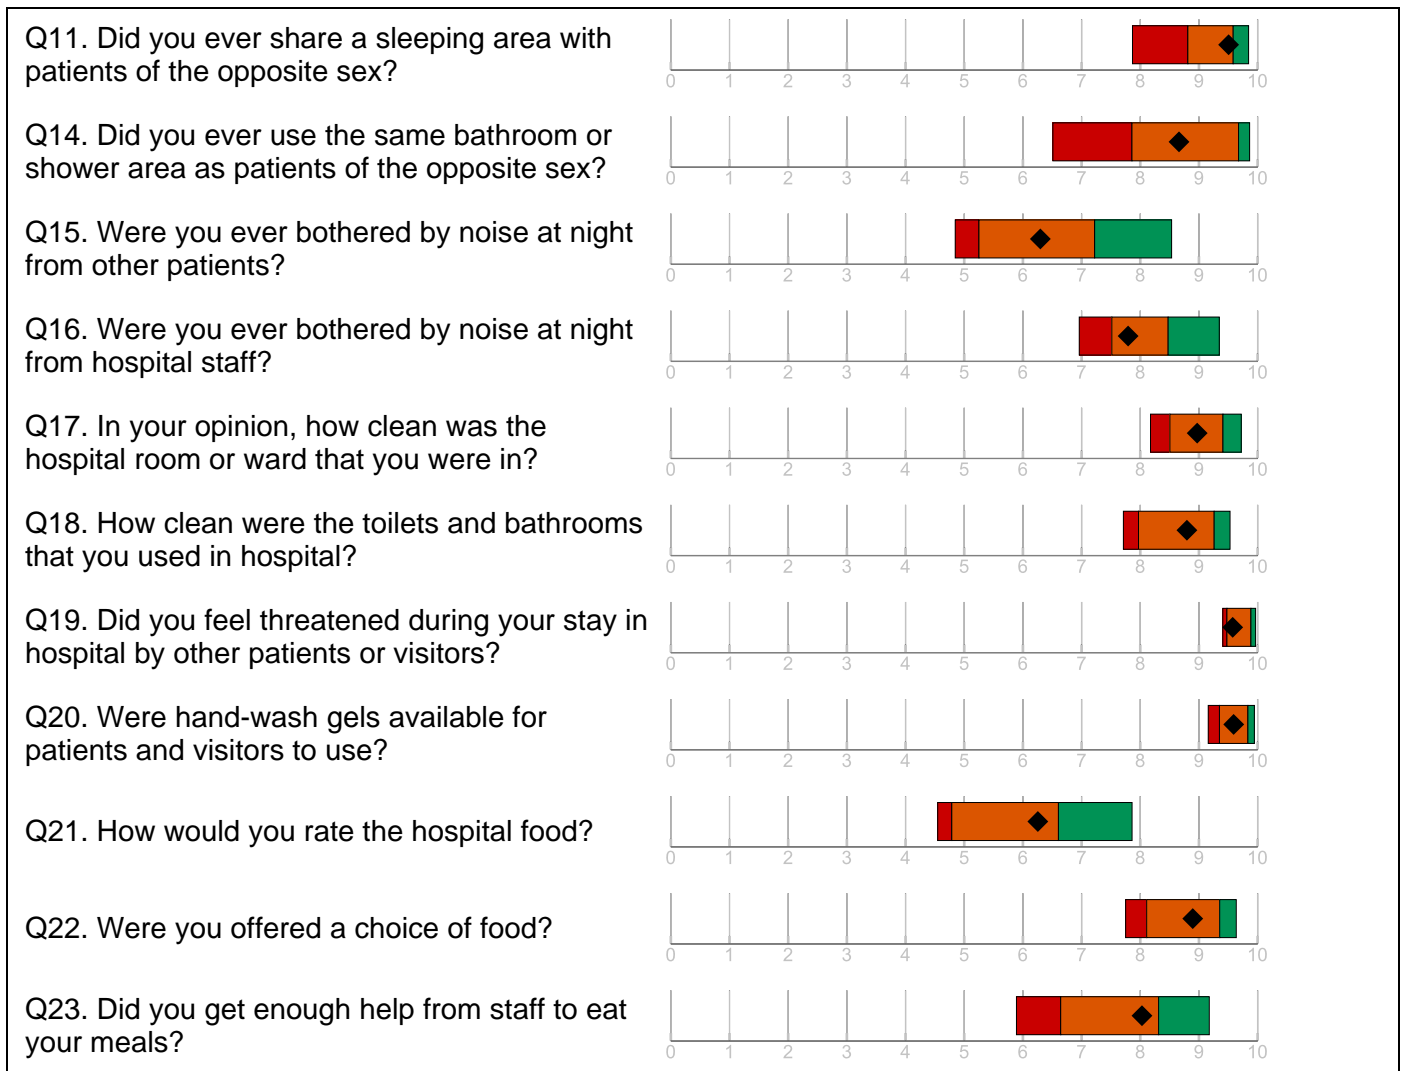 Q11. Did you ever share a sleeping area with
patients of the opposite sex?
0 1 2 3 4 5 6 7 8 9 10
Q14. Did you ever use the same bathroom or
shower area as patients of the opposite sex?
0 1 2 3 4 5 6 7 8 9 10
Q15. Were you ever bothered by noise at night
from other patients?
0 1 2 3 4 5 6 7 8 9 10
Q16. Were you ever bothered by noise at night
from hospital staff?
0 1 2 3 4 5 6 7 8 9 10
Q17. In your opinion, how clean was the
hospital room or ward that you were in?
0 1 2 3 4 5 6 7 8 9 10
Q18. How clean were the toilets and bathrooms
that you used in hospital?
0 1 2 3 4 5 6 7 8 9 10
Q19. Did you feel threatened during your stay in
hospital by other patients or visitors?
0 1 2 3 4 5 6 7 8 9 10
Q20. Were hand-wash gels available for
patients and visitors to use?
0 1 2 3 4 5 6 7 8 9 10
Q21. How would you rate the hospital food?
0 1 2 3 4 5 6 7 8 9 10
Q22. Were you offered a choice of food?
0 1 2 3 4 5 6 7 8 9 10
Q23. Did you get enough help from staff to eat
your meals?
0 1 2 3 4 5 6 7 8 9 10